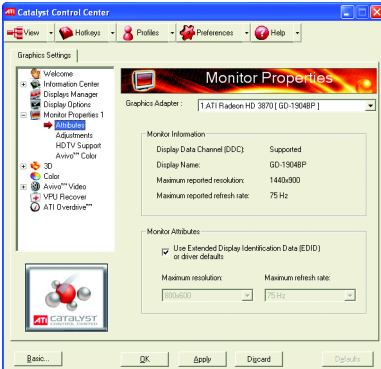 ATI Catalyst Control Center
View Hotkeys Profiles Preferences Help
Graphics Settings
Welcome
Information Center
Displays Manager
Display Options
Monitor Properties 1
Attributes
Adjustments
HDTV Support
Avivo™ Color
3D
Color
Avivo™ Video
VPU Recover
ATI Overdrive™
ATI CATALYST
CONTROL CENTER
Monitor Properties
Graphics Adapter :
1.ATI Radeon HD 3870 [ GD-1904BP ]
Monitor Information
Display Data Channel (DDC): Supported
Display Name: GD-1904BP
Maximum reported resolution: 1440x900
Maximum reported refresh rate: 75 Hz
Monitor Attributes
Use Extended Display Identification Data (EDID)
or driver defaults
Maximum resolution: Maximum refresh rate:
800x600 75 Hz
Basic... OK Apply Discard Defaults